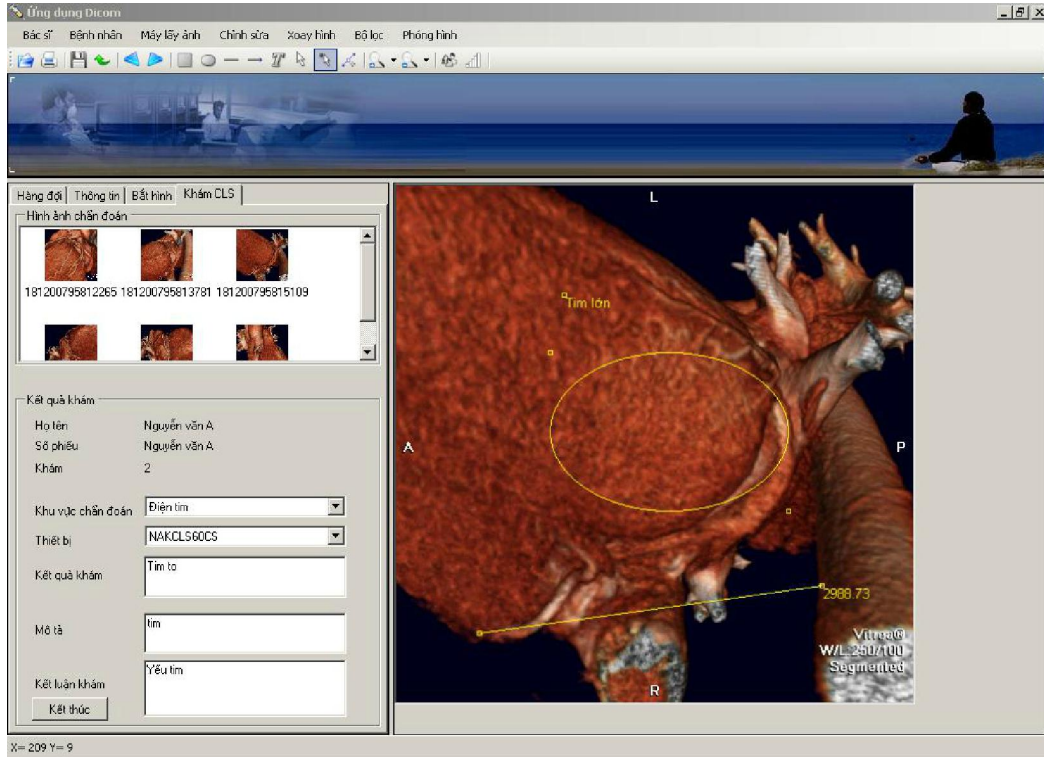 Ứng dụng Dicom
Bác sĩ Bệnh nhân Máy lấy ảnh Chỉnh sửa Xoay hình Bộ lọc Phóng hình
Hàng đợi Thông tin Bắt hình Khám CLS
Hình ảnh chẩn đoán
181200795812265 181200795813781 181200795815109
Kết quả khám
Họ tên Nguyễn văn A
Số phiếu Nguyễn văn A
Khám 2
Khu vực chẩn đoán Điện tim
Thiết bị NAKCLS60CS
Kết quả khám Tim to
Mô tả tim
Kết luận khám Yếu tim
Kết thúc
L
Tim lớn
A
P
2988.73
Vitrea®
W/L:250/100
Segmented
R
X= 209 Y= 9